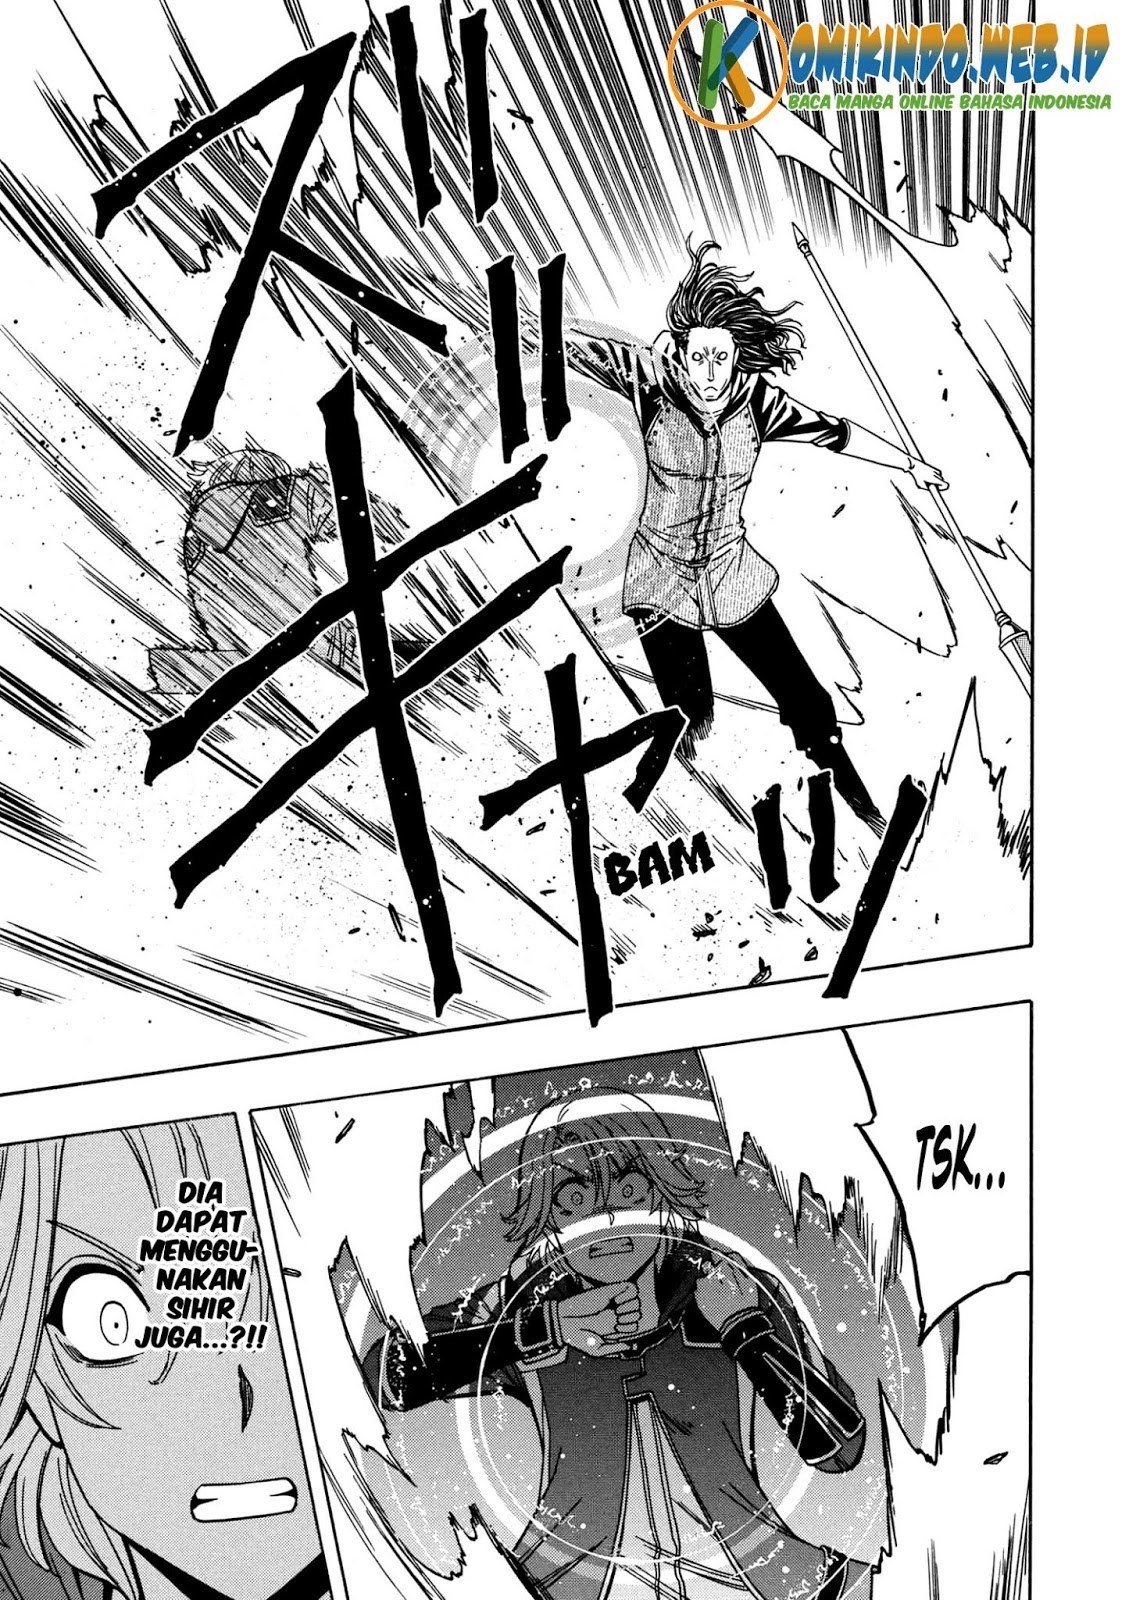 KOMIKINDO.WEB.ID
BACA MANGA ONLINE BAHASA INDONESIA
ズギャッ
BAM
TSK...
DIA
DAPAT
MENGGU-
NAKAN
SIHIR
JUGA...?!!